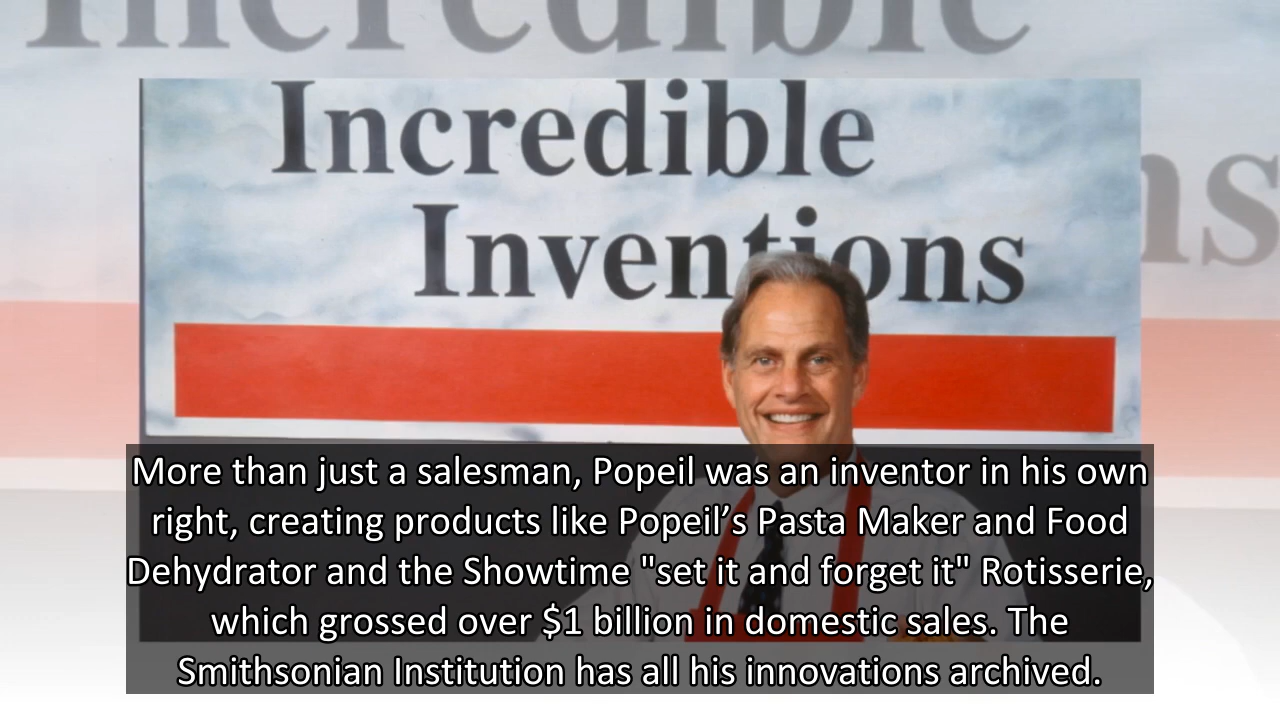 Incredible
ns
Incredible
Inventions
More than just a salesman, Popeil was an inventor in his own
right, creating products like Popeil’s Pasta Maker and Food
Dehydrator and the Showtime "set it and forget it" Rotisserie,
which grossed over $1 billion in domestic sales. The
Smithsonian Institution has all his innovations archived.